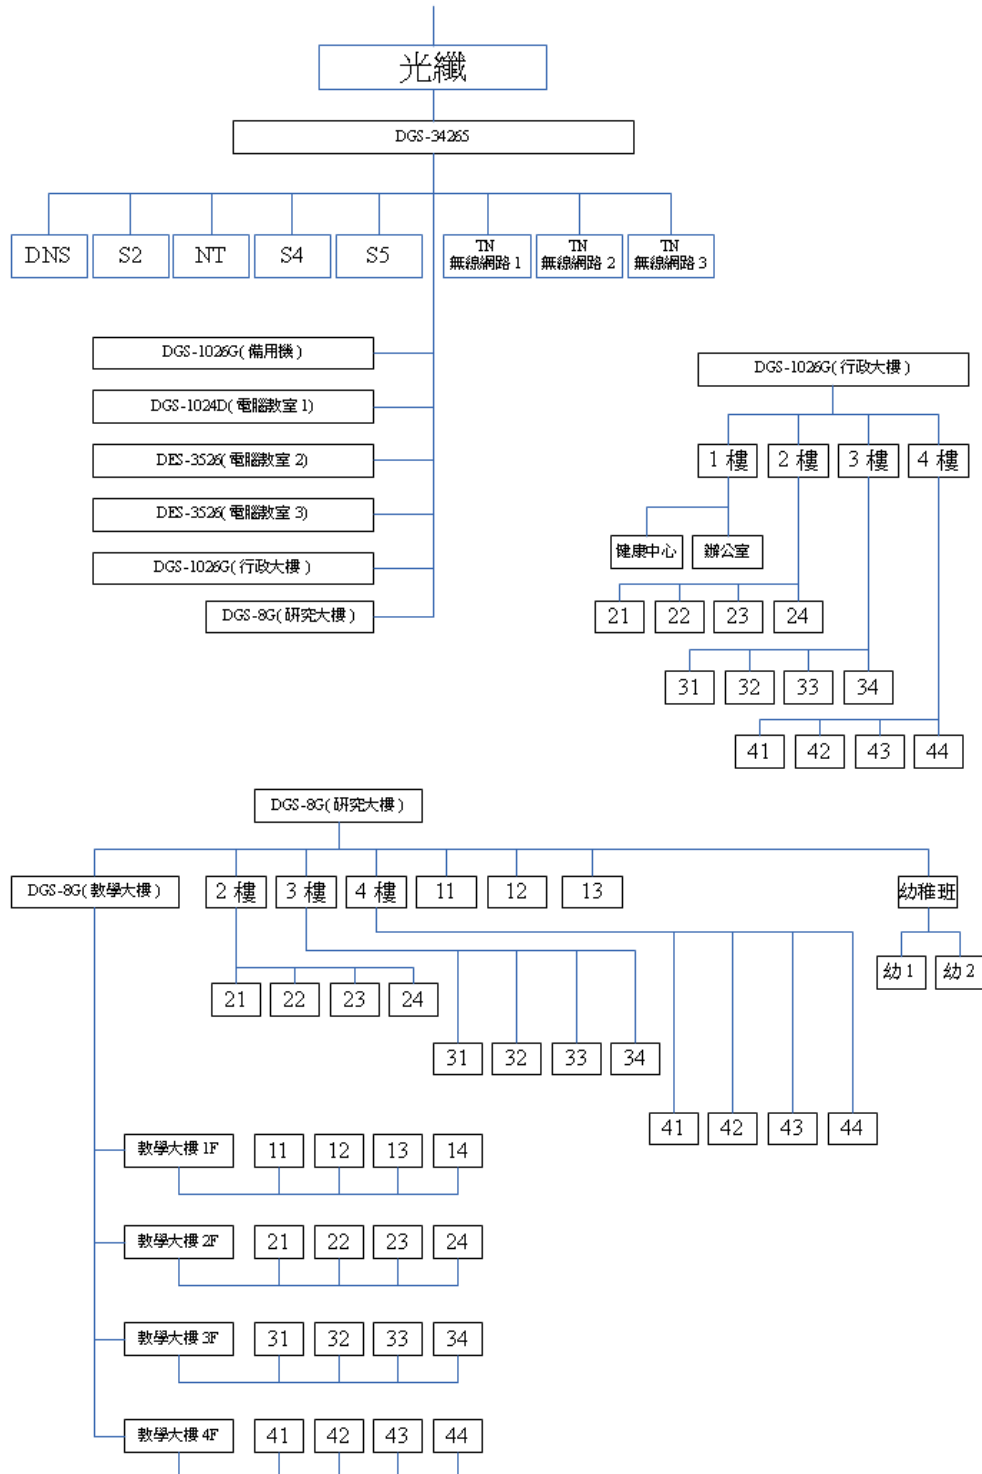 光纖
DGS-34265
DNS
S2
NT
S4
S5
TN
無線網路 1
TN
無線網路 2
TN
無線網路 3
DGS-1026G( 備用機 )
DGS-1024D( 電腦教室 1)
DES-3526( 電腦教室 2)
DES-3526( 電腦教室 3)
DGS-1026G( 行政大樓 )
DGS-8G( 研究大樓 )
DGS-1026G( 行政大樓 )
1 樓
2 樓
3 樓
4 樓
健康中心
辦公室
21
22
23
24
31
32
33
34
41
42
43
44
DGS-8G( 研究大樓 )
DGS-8G( 教學大樓 )
2 樓
3 樓
4 樓
11
12
13
幼稚班
幼 1
幼 2
21
22
23
24
31
32
33
34
41
42
43
44
教學大樓 1F
11
12
13
14
教學大樓 2F
21
22
23
24
教學大樓 3F
31
32
33
34
教學大樓 4F
41
42
43
44